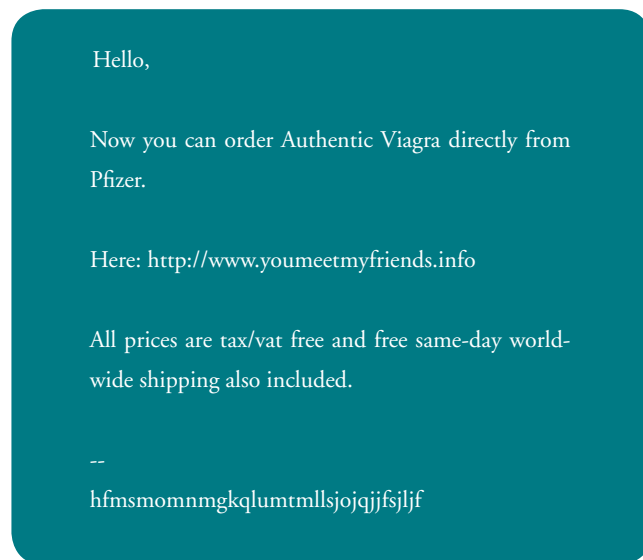 Hello,
Now you can order Authentic Viagra directly from
Pfizer.
Here: http://www.youmeetmyfriends.info
All prices are tax/vat free and free same-day world-
wide shipping also included.
--
hfmsmomnmgkqlumtmllsjojqjjfsjljf